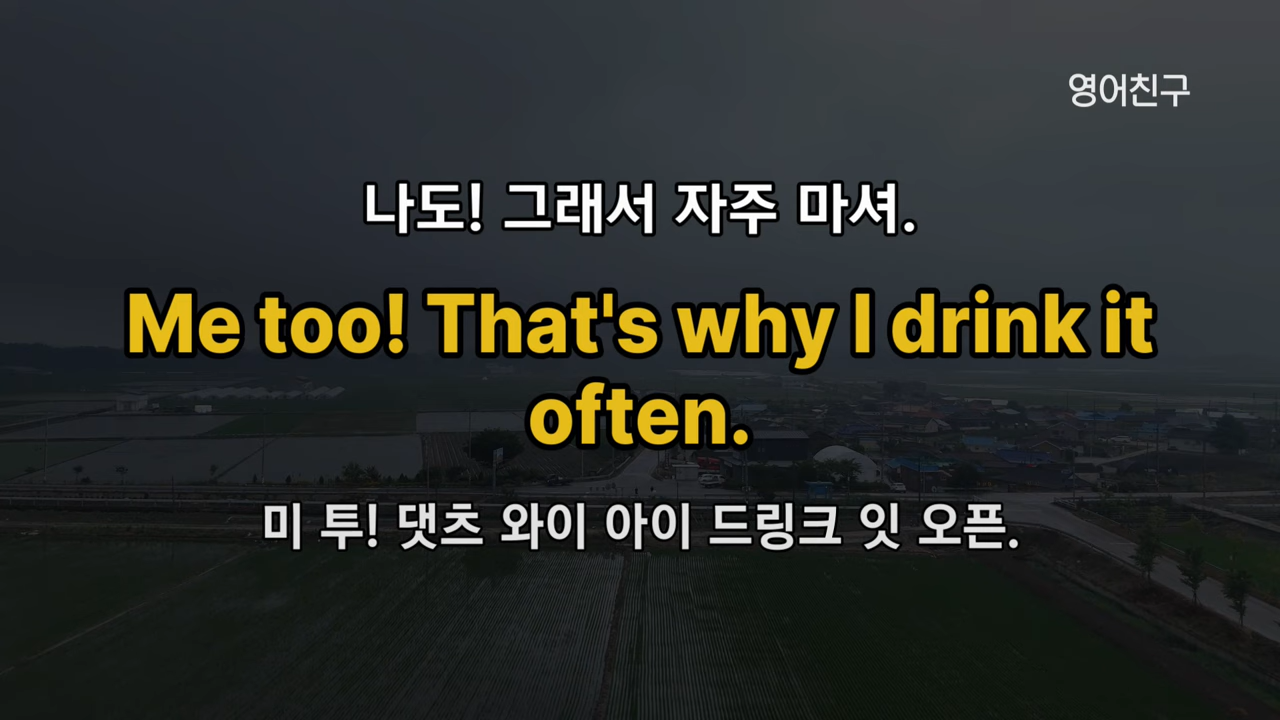 영어친구
나도! 그래서 자주 마셔.
Me too! That's why I drink it
often.
미 투! 댓츠 와이 아이 드링크 잇 오픈.